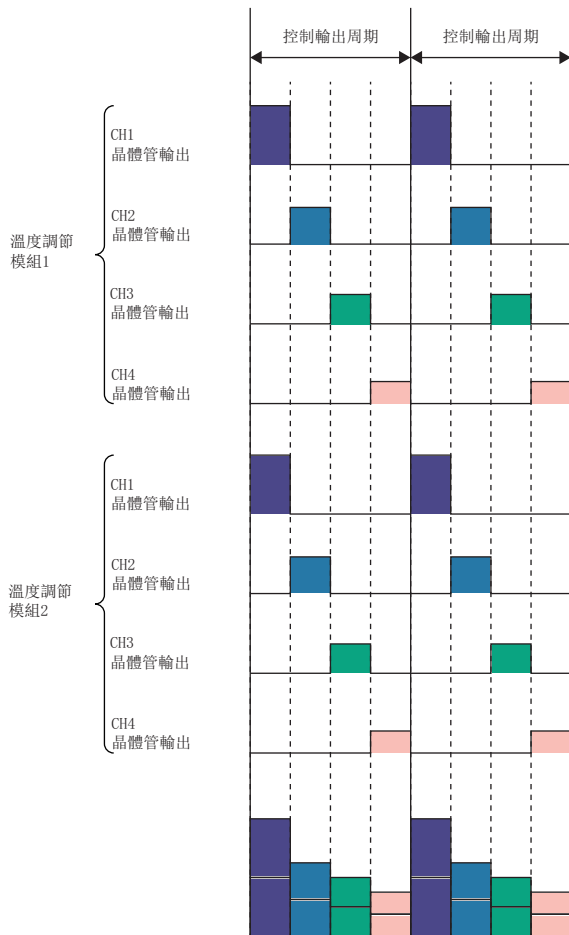 控制輸出周期
控制輸出周期
CH1
晶體管輸出
CH2
晶體管輸出
溫度調節
模組1
CH3
晶體管輸出
CH4
晶體管輸出
CH1
晶體管輸出
CH2
晶體管輸出
溫度調節
模組2
CH3
晶體管輸出
CH4
晶體管輸出